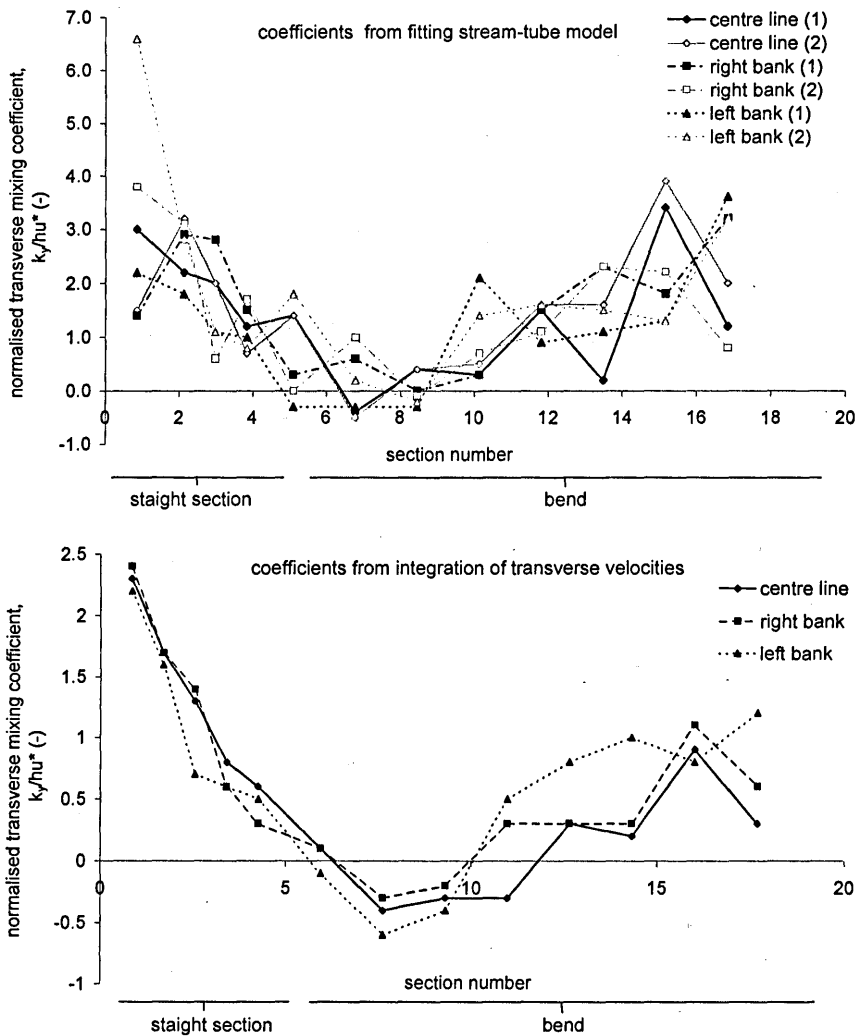 coefficients from fitting stream-tube model
centre line (1)
centre line (2)
right bank (1)
right bank (2)
left bank (1)
left bank (2)
normalised transverse mixing coefficient,
ky/hu* (-)
7.0
6.0
5.0
4.0
3.0
2.0
1.0
0.0
-1.0
0 2 4 6 8 10 12 14 16 18 20
section number
staight section
bend
coefficients from integration of transverse velocities
centre line
right bank
left bank
normalised transverse mixing coefficient,
ky/hu* (-)
2.5
2
1.5
1
0.5
0
-0.5
-1
0 5 10 15 20
section number
staight section
bend